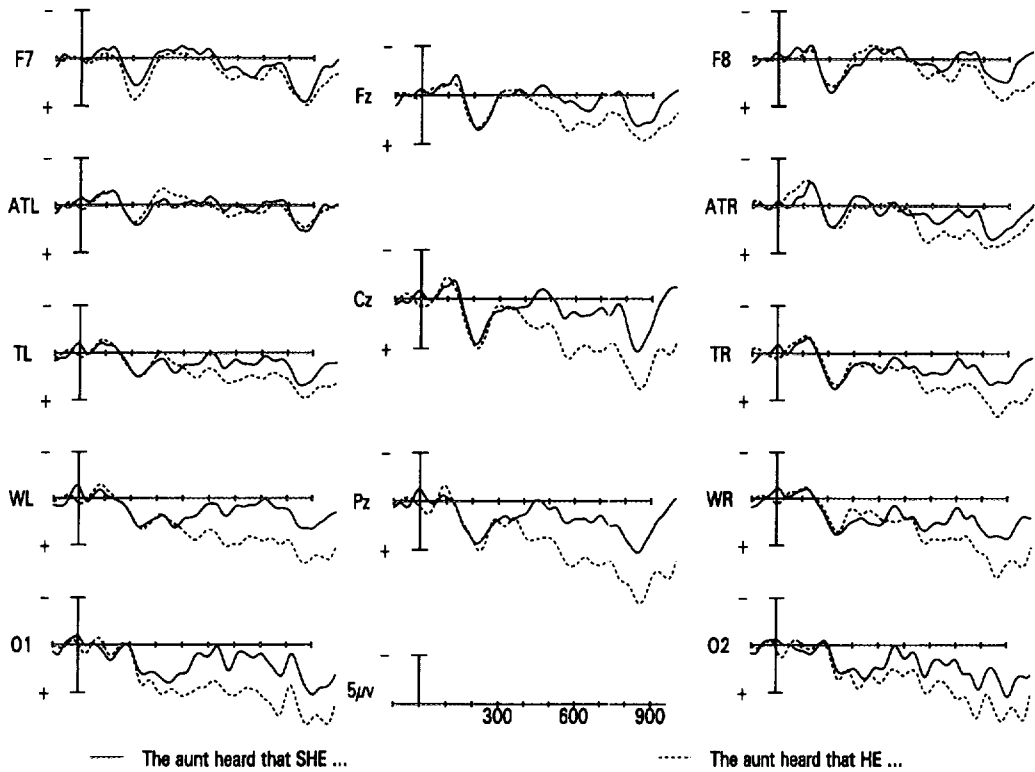 F7
-
+
Fz
-
+
F8
-
+
ATL
-
+
ATR
-
+
Cz
-
+
TL
-
+
TR
-
+
WL
-
+
Pz
-
+
WR
-
+
O1
-
+
O2
-
+
-
5μv
300 600 900
The aunt heard that SHE ...
The aunt heard that HE ...